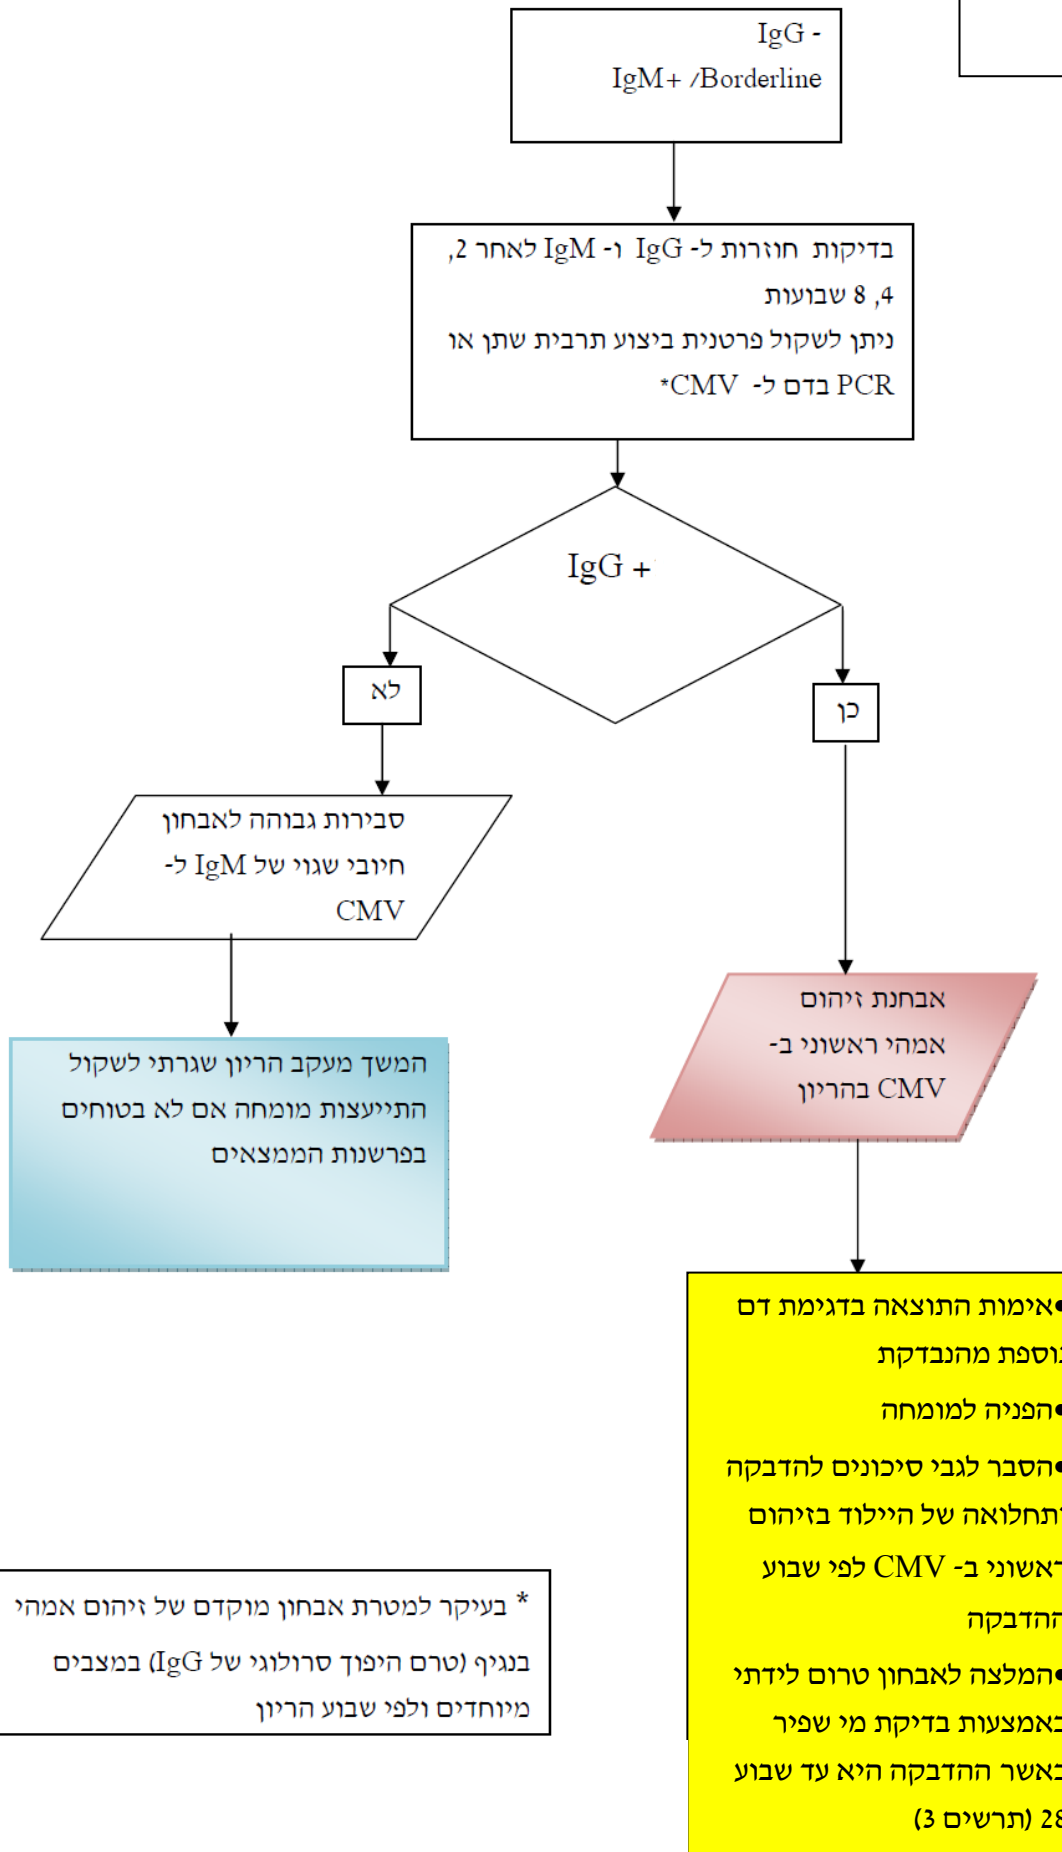 IgG -
IgM+ /Borderline
בדיקות חוזרות ל- IgG ו- IgM לאחר 2,
4, 8 שבועות
ניתן לשקול פרטנית ביצוע תרבית שתן או
PCR בדם ל- CMV*
IgG +
לא
כן
סבירות גבוהה לאבחון
חיובי שגוי של IgM ל-
CMV
אבחנת זיהום
אמהי ראשוני ב-
CMV בהריון
המשך מעקב הריון שגרתי לשקול
התייעצות מומחה אם לא בטוחים
בפרשנות הממצאים
•אימות התוצאה בדגימת דם
נוספת מהנבדקת
•הפניה למומחה
•הסבר לגבי סיכונים להדבקה
ותחלואה של היילוד בזיהום
ראשוני ב- CMV לפי שבוע
ההדבקה
•המלצה לאבחון טרום לידתי
באמצעות בדיקת מי שפיר
כאשר ההדבקה היא עד שבוע
28 (תרשים 3)
* בעיקר למטרת אבחון מוקדם של זיהום אמהי
בנגיף (טרם היפוך סרולוגי של IgG) במצבים
מיוחדים ולפי שבוע הריון